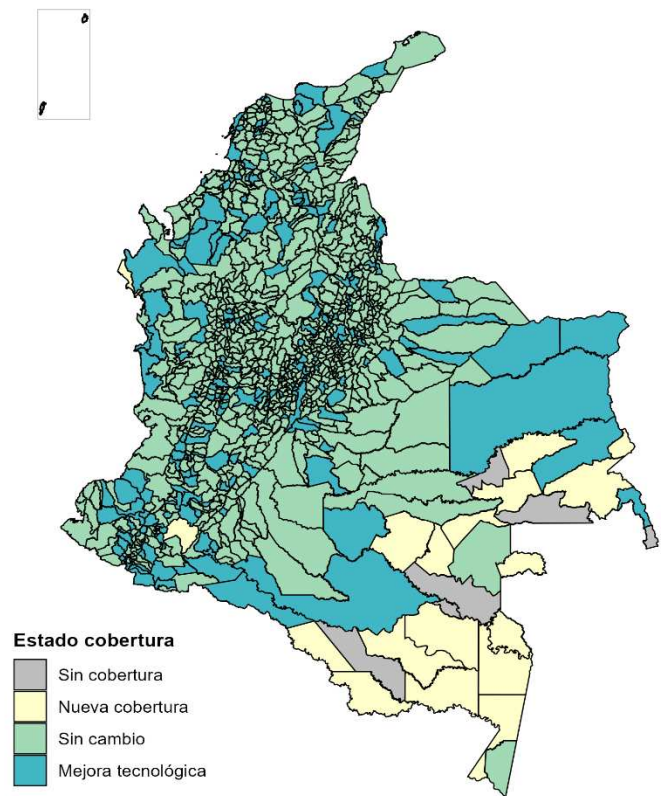 Estado cobertura
Sin cobertura
Nueva cobertura
Sin cambio
Mejora tecnológica